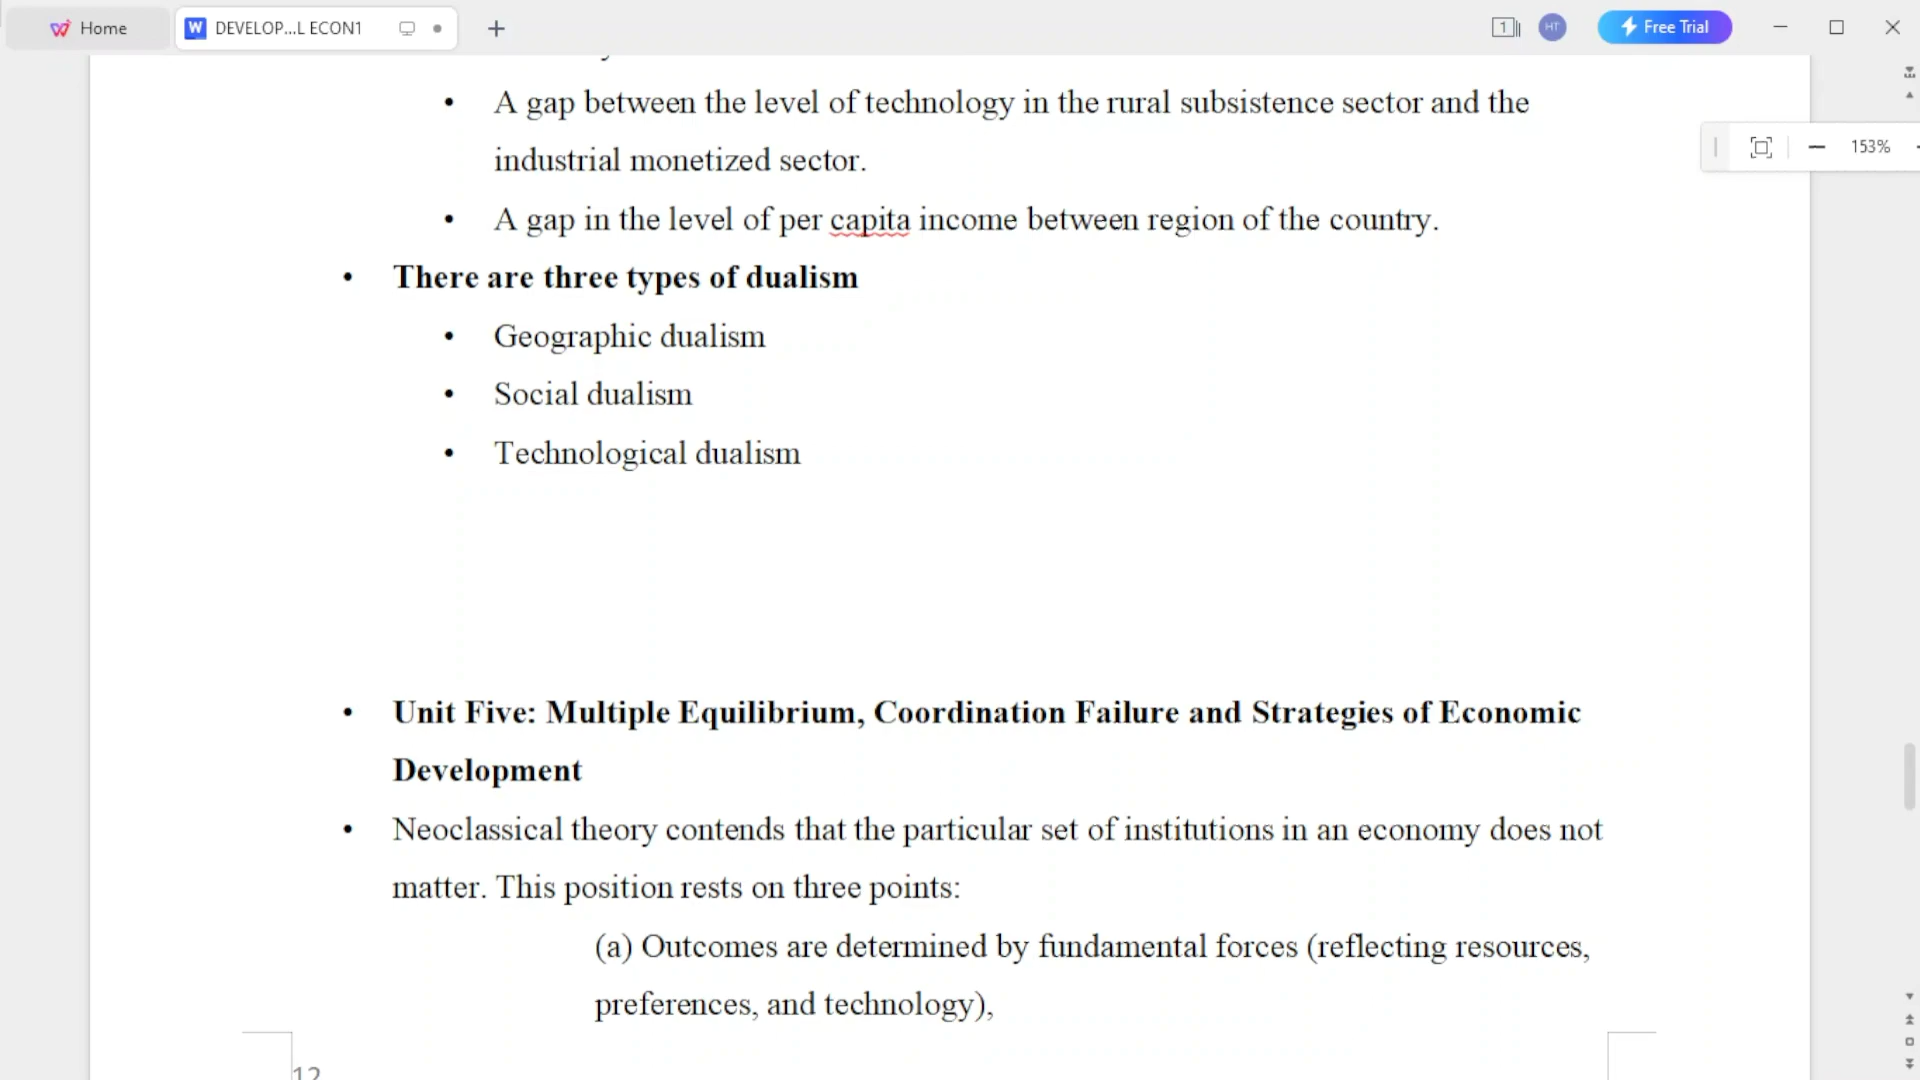 Home
DEVELOP...L ECON1
HT
Free Trial
153%
• A gap between the level of technology in the rural subsistence sector and the
industrial monetized sector.
• A gap in the level of per capita income between region of the country.
• There are three types of dualism
• Geographic dualism
• Social dualism
• Technological dualism
• Unit Five: Multiple Equilibrium, Coordination Failure and Strategies of Economic
Development
• Neoclassical theory contends that the particular set of institutions in an economy does not
matter. This position rests on three points:
(a) Outcomes are determined by fundamental forces (reflecting resources,
preferences, and technology),
12